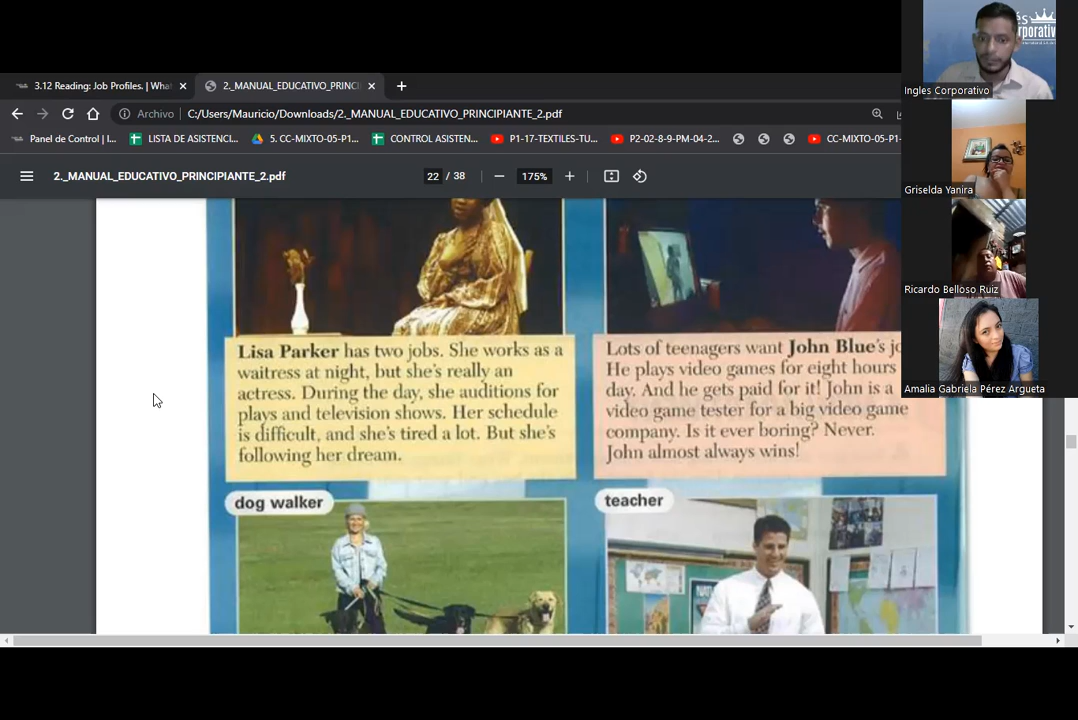 3.12 Reading: Job Profiles. | Wha
2._MANUAL_EDUCATIVO_PRINCI
Archivo
C:/Users/Mauricio/Downloads/2._MANUAL_EDUCATIVO_PRINCIPIANTE_2.pdf
Panel de Control | I...
LISTA DE ASISTENCI...
5. CC-MIXTO-05-P1...
CONTROL ASISTEN...
P1-17-TEXTILES-TU...
P2-02-8-9-PM-04-2...
CC-MIXTO-05-P1-
2._MANUAL_EDUCATIVO_PRINCIPIANTE_2.pdf
22 / 38
175%
Lisa Parker has two jobs. She works as a
waitress at night, but she's really an
actress. During the day, she auditions for
plays and television shows. Her schedule
is difficult, and she's tired a lot. But she's
following her dream.
Lots of teenagers want John Blue's jo
He plays video games for eight hours
day. And he gets paid for it! John is a
video game tester for a big video game
company. Is it ever boring? Never.
John almost always wins!
dog walker
teacher
Ingles Corporativo
Griselda Yanira
Ricardo Belloso Ruiz
Amalia Gabriela Pérez Argueta